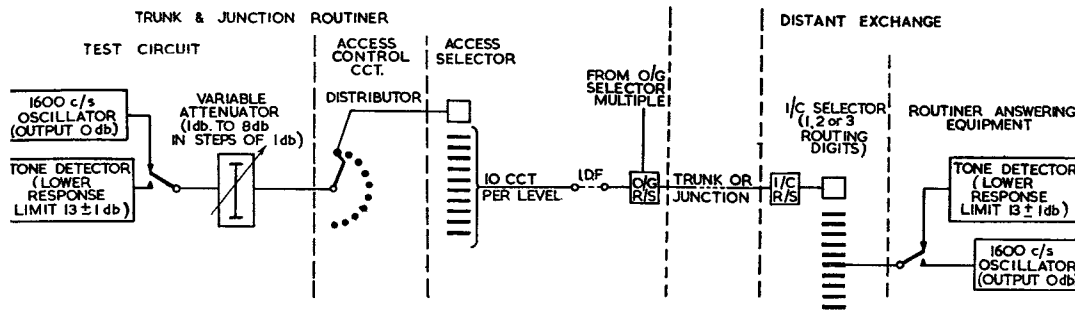 TRUNK & JUNCTION ROUTINER
TEST CIRCUIT
1600 c/s
OSCILLATOR
(OUTPUT 0db)
TONE DETECTOR
(LOWER
RESPONSE
LIMIT 13 ± 1db)
VARIABLE
ATTENUATOR
(1db. TO 8db
IN STEPS OF 1db)
ACCESS
CONTROL
CCT.
DISTRIBUTOR
ACCESS
SELECTOR
10 CCT
PER LEVEL
I.D.F
FROM O/G
SELECTOR
MULTIPLE
O/G
R/S
TRUNK OR
JUNCTION
DISTANT EXCHANGE
I/C
R/S
I/C SELECTOR
(1, 2 or 3
ROUTING
DIGITS)
ROUTINER ANSWERING
EQUIPMENT
TONE DETECTOR
(LOWER
RESPONSE
LIMIT 13 ± 1db)
1600 c/s
OSCILLATOR
(OUTPUT 0db)